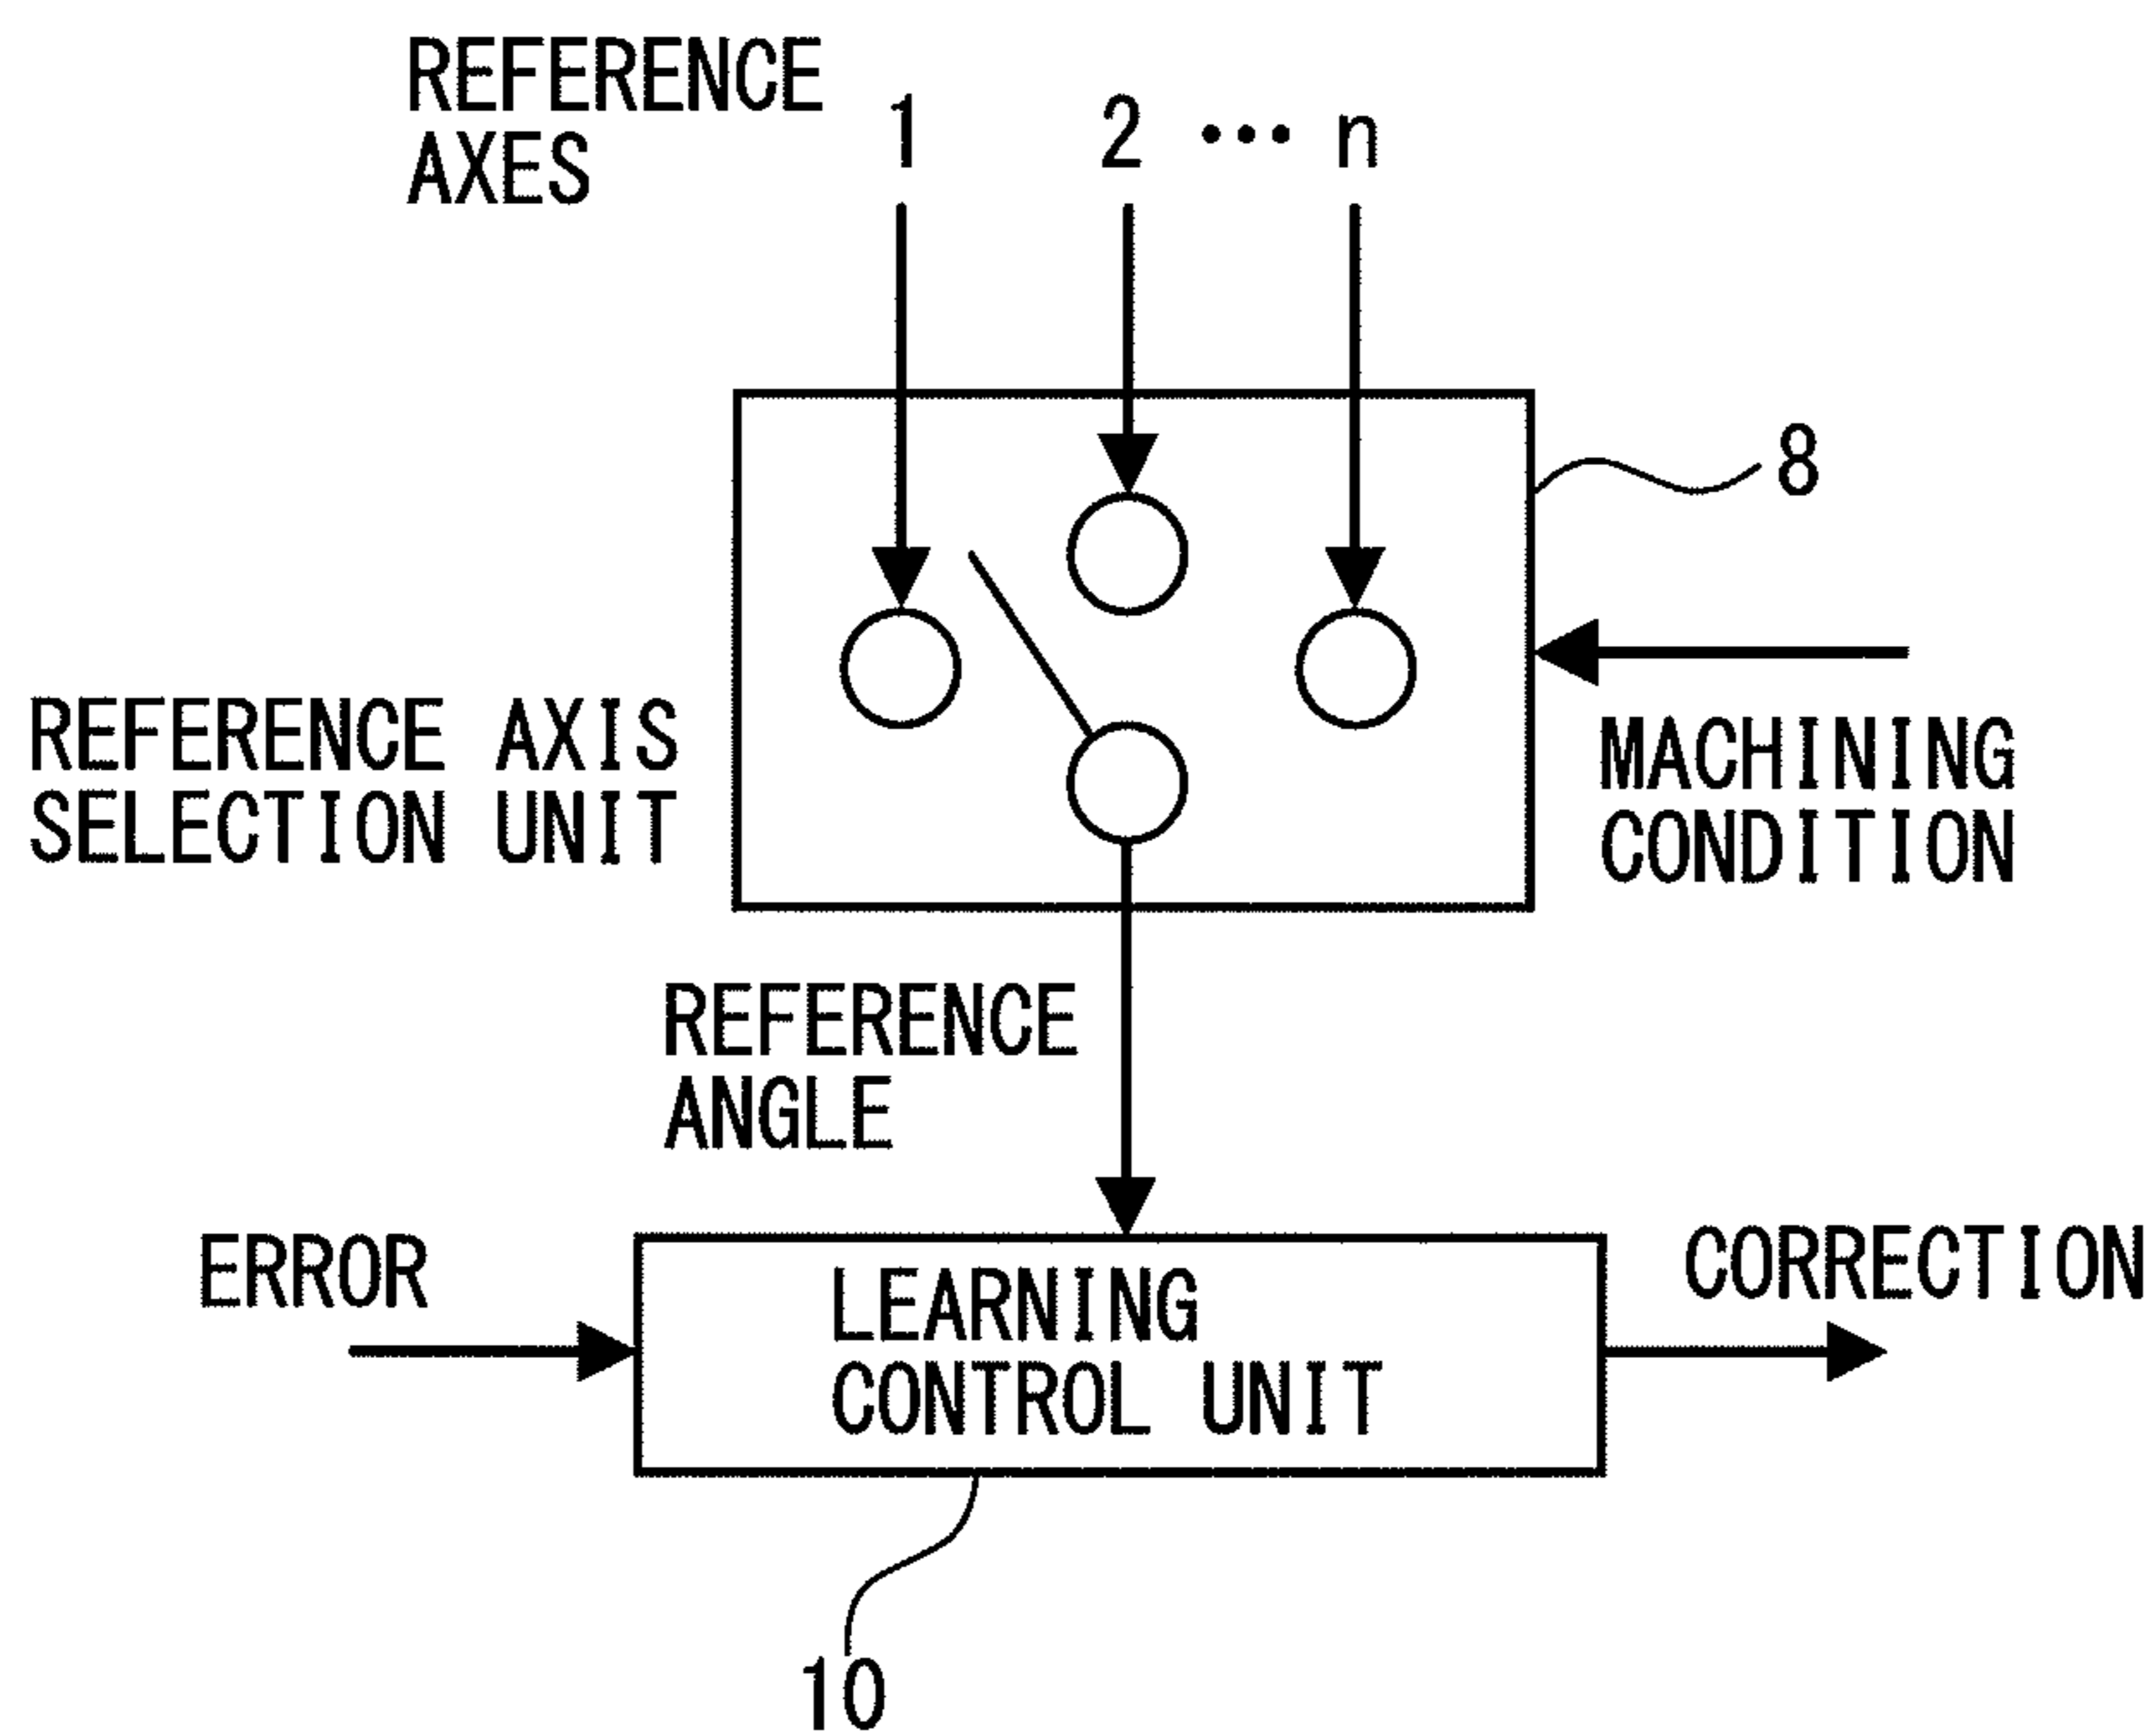 REFERENCE
AXES
1 2 ••• n
8
REFERENCE AXIS
SELECTION UNIT
MACHINING
CONDITION
REFERENCE
ANGLE
ERROR
LEARNING
CONTROL UNIT
CORRECTION
10